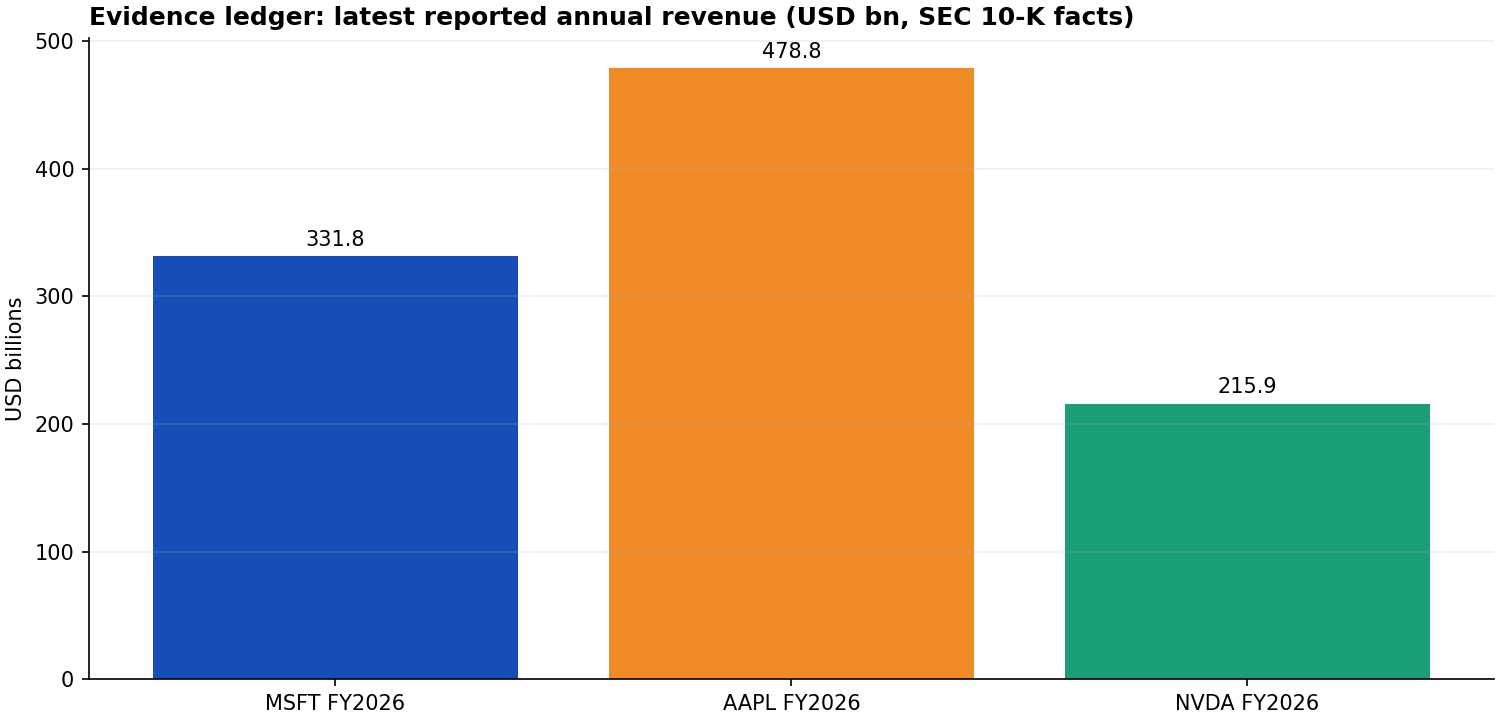 Evidence ledger: latest reported annual revenue (USD bn, SEC 10-K facts)
500
478.8
400
331.8
300
USD billions
215.9
200
100
0
MSFT FY2026
AAPL FY2026
NVDA FY2026